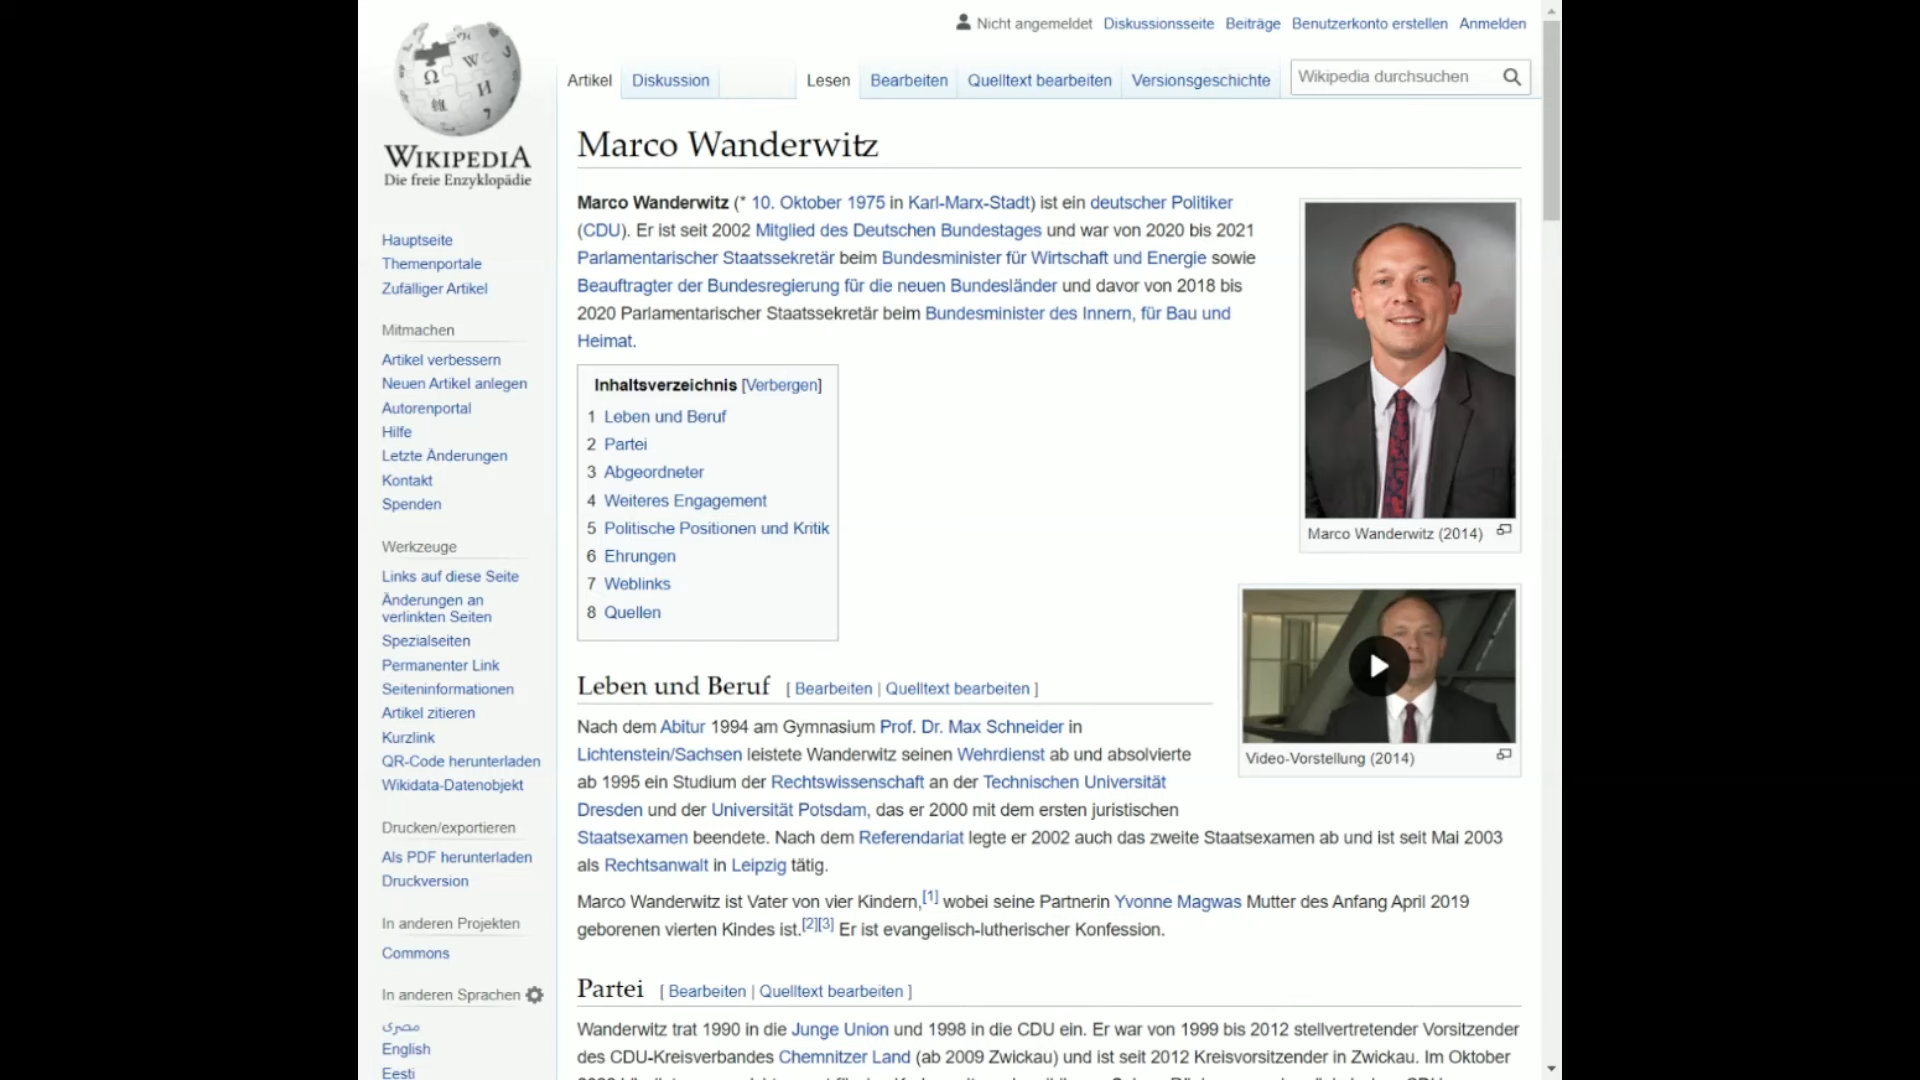 Nicht angemeldet Diskussionsseite Beiträge Benutzerkonto erstellen Anmelden
Artikel Diskussion Lesen Bearbeiten Quelltext bearbeiten Versionsgeschichte Wikipedia durchsuchen
WIKIPEDIA
Die freie Enzyklopädie
Hauptseite
Themenportale
Zufälliger Artikel
Mitmachen
Artikel verbessern
Neuen Artikel anlegen
Autorenportal
Hilfe
Letzte Änderungen
Kontakt
Spenden
Werkzeuge
Links auf diese Seite
Änderungen an
verlinkten Seiten
Spezialseiten
Permanenter Link
Seiteninformationen
Artikel zitieren
Kurzlink
QR-Code herunterladen
Wikidata-Datenobjekt
Drucken/exportieren
Als PDF herunterladen
Druckversion
In anderen Projekten
Commons
In anderen Sprachen
مصرى
English
Eesti
Marco Wanderwitz
Marco Wanderwitz (* 10. Oktober 1975 in Karl-Marx-Stadt) ist ein deutscher Politiker
(CDU). Er ist seit 2002 Mitglied des Deutschen Bundestages und war von 2020 bis 2021
Parlamentarischer Staatssekretär beim Bundesminister für Wirtschaft und Energie sowie
Beauftragter der Bundesregierung für die neuen Bundesländer und davor von 2018 bis
2020 Parlamentarischer Staatssekretär beim Bundesminister des Innern, für Bau und
Heimat.
Marco Wanderwitz (2014)
Inhaltsverzeichnis [Verbergen]
1 Leben und Beruf
2 Partei
3 Abgeordneter
4 Weiteres Engagement
5 Politische Positionen und Kritik
6 Ehrungen
7 Weblinks
8 Quellen
Video-Vorstellung (2014)
Leben und Beruf [ Bearbeiten | Quelltext bearbeiten ]
Nach dem Abitur 1994 am Gymnasium Prof. Dr. Max Schneider in
Lichtenstein/Sachsen leistete Wanderwitz seinen Wehrdienst ab und absolvierte
ab 1995 ein Studium der Rechtswissenschaft an der Technischen Universität
Dresden und der Universität Potsdam, das er 2000 mit dem ersten juristischen
Staatsexamen beendete. Nach dem Referendariat legte er 2002 auch das zweite Staatsexamen ab und ist seit Mai 2003
als Rechtsanwalt in Leipzig tätig.
Marco Wanderwitz ist Vater von vier Kindern,[1] wobei seine Partnerin Yvonne Magwas Mutter des Anfang April 2019
geborenen vierten Kindes ist.[2][3] Er ist evangelisch-lutherischer Konfession.
Partei [ Bearbeiten | Quelltext bearbeiten ]
Wanderwitz trat 1990 in die Junge Union und 1998 in die CDU ein. Er war von 1999 bis 2012 stellvertretender Vorsitzender
des CDU-Kreisverbandes Chemnitzer Land (ab 2009 Zwickau) und ist seit 2012 Kreisvorsitzender in Zwickau. Im Oktober